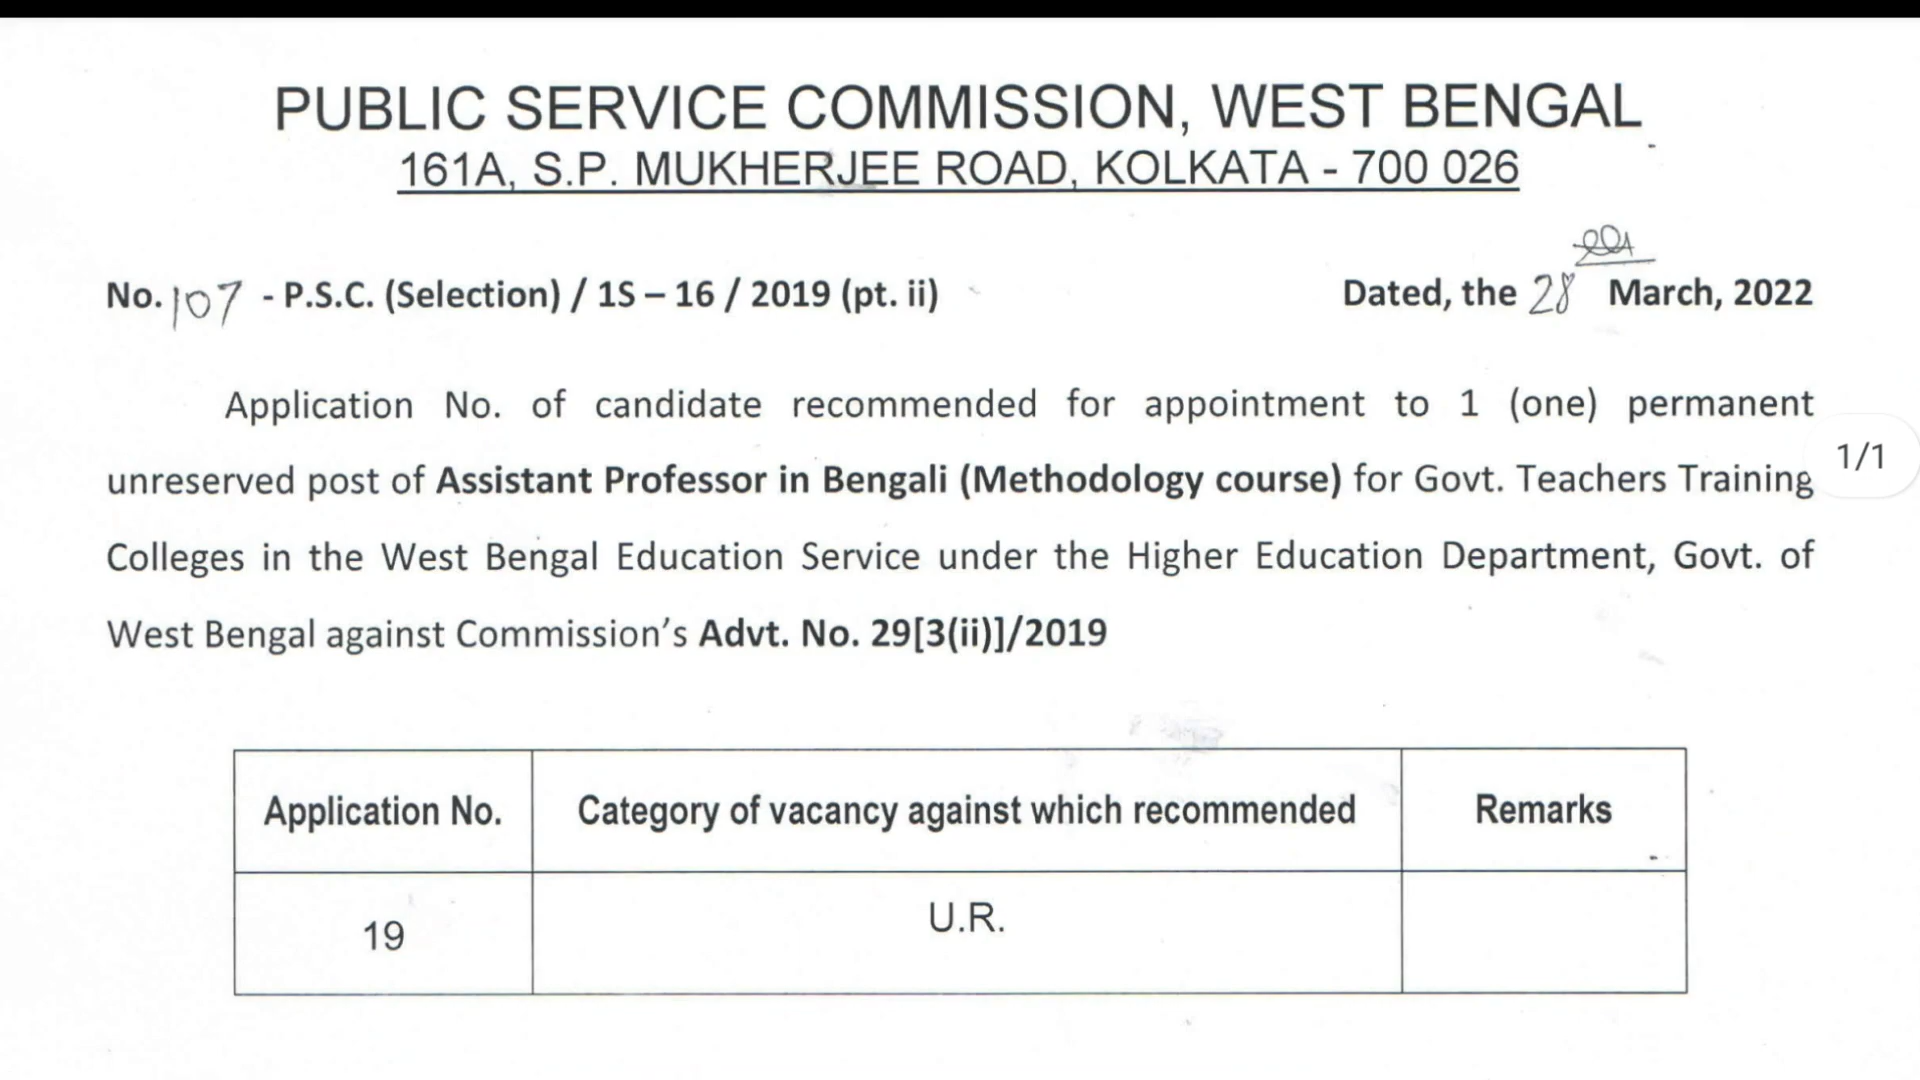 PUBLIC SERVICE COMMISSION, WEST BENGAL
161A, S.P. MUKHERJEE ROAD, KOLKATA - 700 026
No. 107 - P.S.C. (Selection) / 1S – 16 / 2019 (pt. ii) Dated, the 28 March, 2022
Application No. of candidate recommended for appointment to 1 (one) permanent
unreserved post of Assistant Professor in Bengali (Methodology course) for Govt. Teachers Training
1/1
Colleges in the West Bengal Education Service under the Higher Education Department, Govt. of
West Bengal against Commission's Advt. No. 29[3(ii)]/2019
Application No. Category of vacancy against which recommended Remarks
19 U.R.